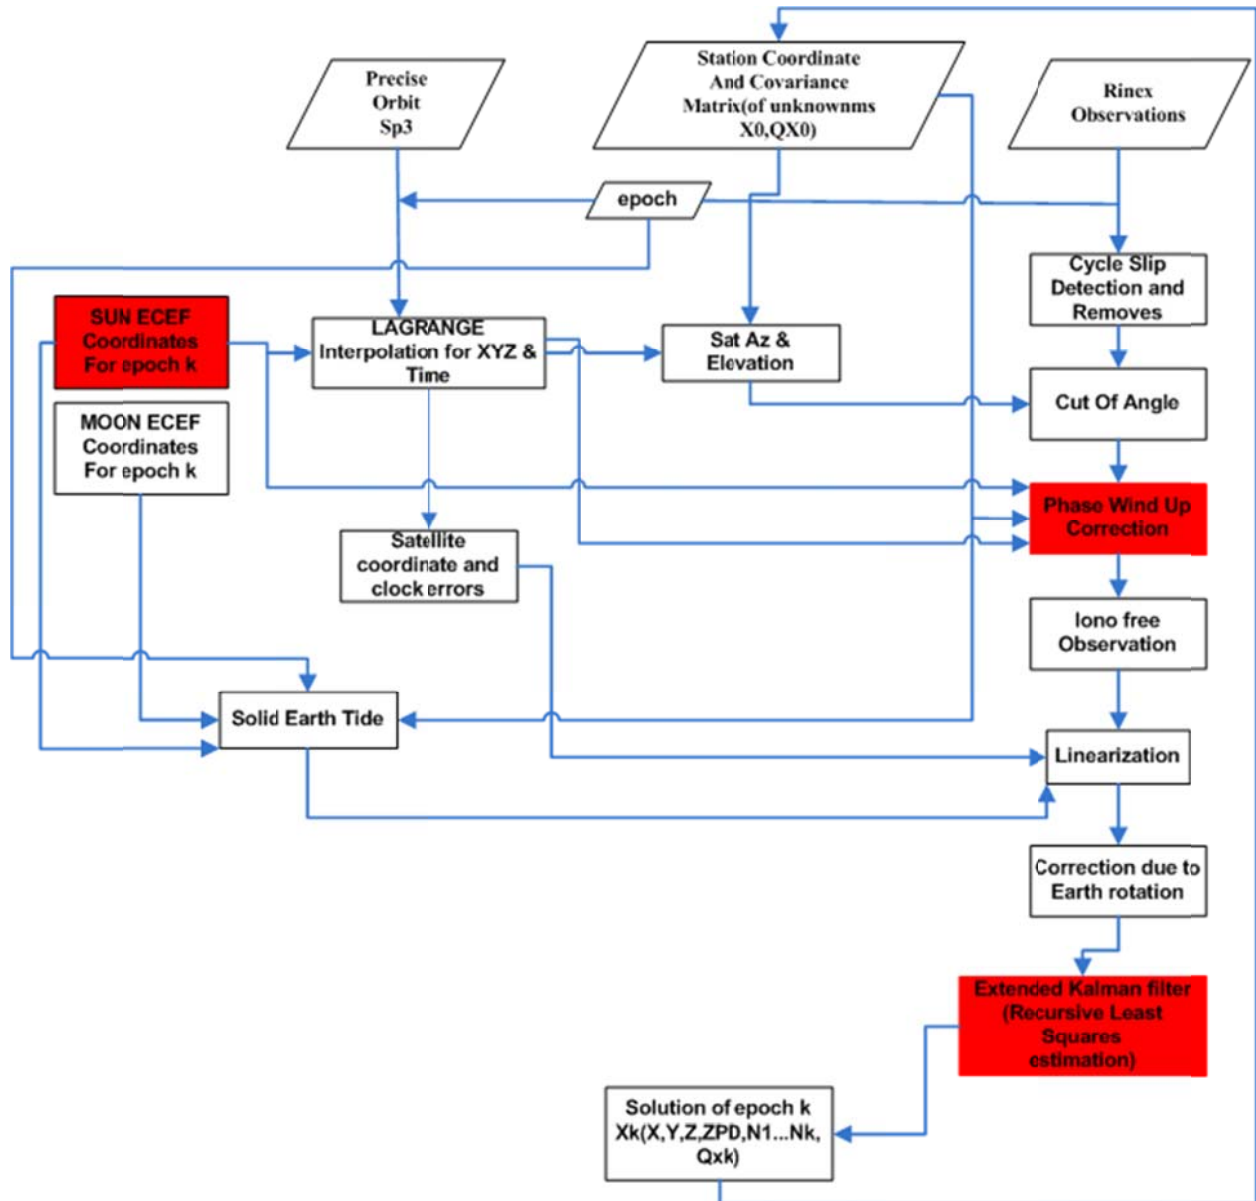 Precise
Orbit
Sp3
Station Coordinate
And Covariance
Matrix(of unknownms
X0,QX0)
Rinex
Observations
epoch
Cycle Slip
Detection and
Removes
SUN ECEF
Coordinates
For epoch k
LAGRANGE
Interpolation for XYZ &
Time
Sat Az &
Elevation
Cut Of Angle
MOON ECEF
Coordinates
For epoch k
Phase Wind Up
Correction
Satellite
coordinate and
clock errors
Iono free
Observation
Solid Earth Tide
Linearization
Correction due to
Earth rotation
Extended Kalman filter
(Recursive Least
Squares
estimation)
Solution of epoch k
Xk(X,Y,Z,ZPD,N1...Nk,
Qxk)